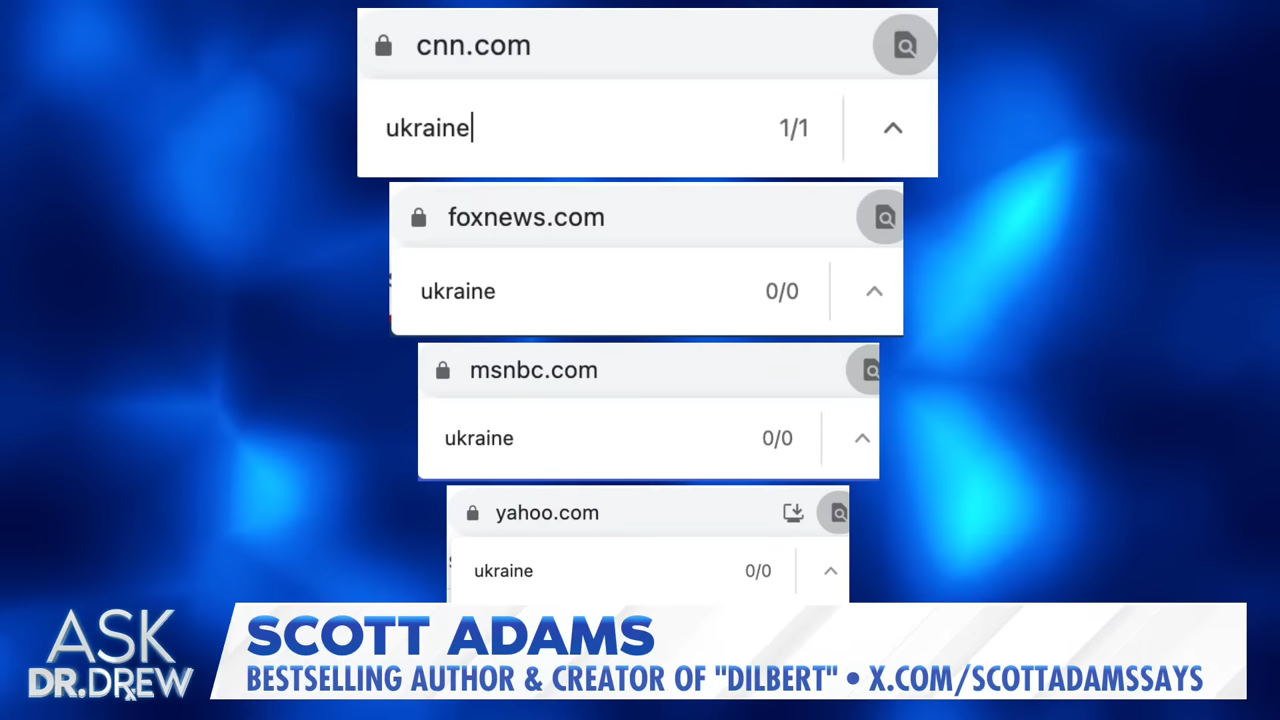 cnn.com
ukraine 1/1
foxnews.com
ukraine 0/0
msnbc.com
ukraine 0/0
yahoo.com
ukraine 0/0
ASK
DR.DREW
SCOTT ADAMS
BESTSELLING AUTHOR & CREATOR OF "DILBERT" • X.COM/SCOTTADAMSSAYS